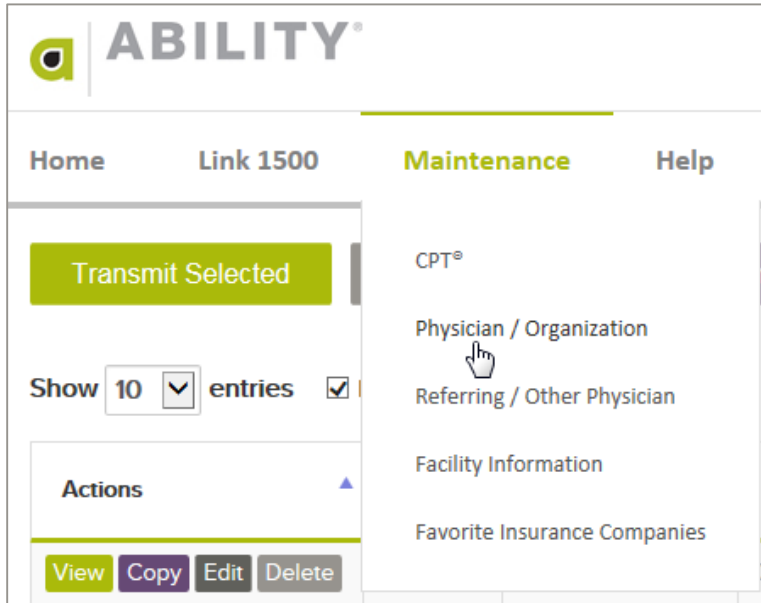 a ABILITY®
Home Link 1500 Maintenance Help
Transmit Selected
CPT®
Physician / Organization
Show 10 entries
Referring / Other Physician
Facility Information
Actions
Favorite Insurance Companies
View Copy Edit Delete